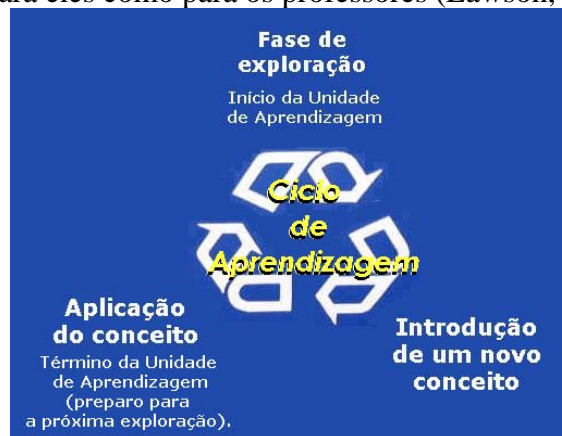 ara eles como para os professores (Lawson,
Fase de
exploração
Início da Unidade
de Aprendizagem
Ciclo
de
Aprendizagem
Aplicação
do conceito
Término da Unidade
de Aprendizagem
(preparo para
a próxima exploração).
Introdução
de um novo
conceito